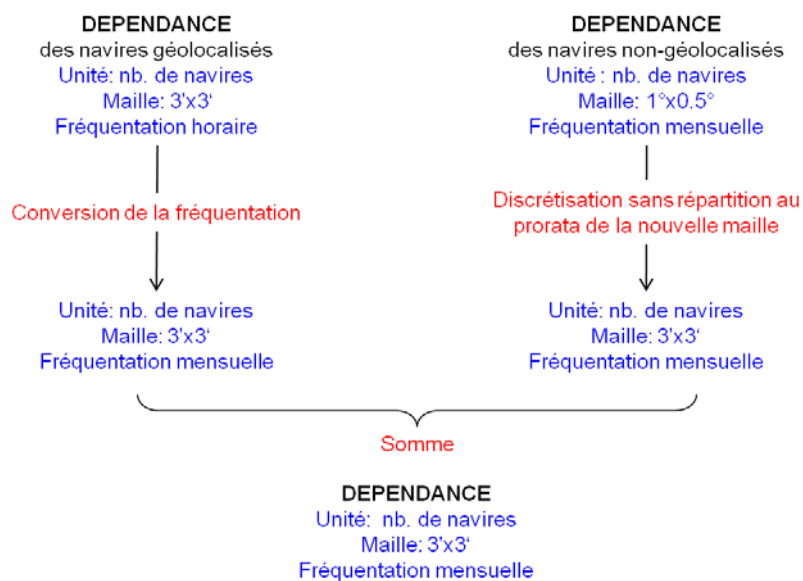 DEPENDANCE
des navires géolocalisés
Unité: nb. de navires
Maille: 3'x3‘
Fréquentation horaire
DEPENDANCE
des navires non-géolocalisés
Unité : nb. de navires
Maille: 1°x0.5°
Fréquentation mensuelle
Conversion de la fréquentation
Discrétisation sans répartition au
prorata de la nouvelle maille
Unité: nb. de navires
Maille: 3'x3‘
Fréquentation mensuelle
Unité: nb. de navires
Maille: 3'x3‘
Fréquentation mensuelle
Somme
DEPENDANCE
Unité: nb. de navires
Maille: 3'x3‘
Fréquentation mensuelle